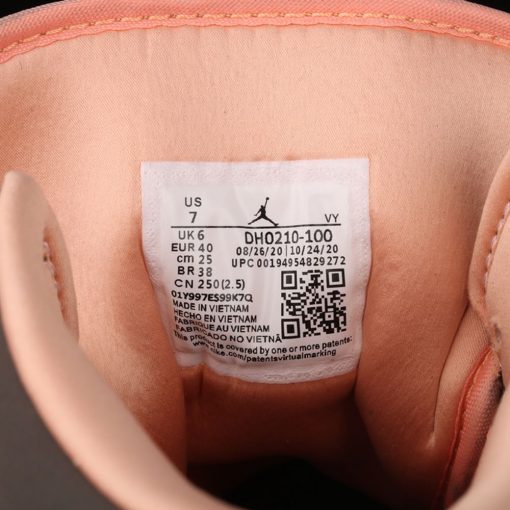 US
7
VY
UK 6
EUR 40
cm 25
BR 38
CN 250(2.5)
DH0210-100
08/26/20 10/24/20
UPC 00194954829272
01Y997ES99K7Q
MADE IN VIETNAM
HECHO EN VIETNAM
FABRIQUE AU VIETNAM
FABRICADO NO VIETNÃ
This product is covered by one or more
nike.com/patentsvirtualmarking